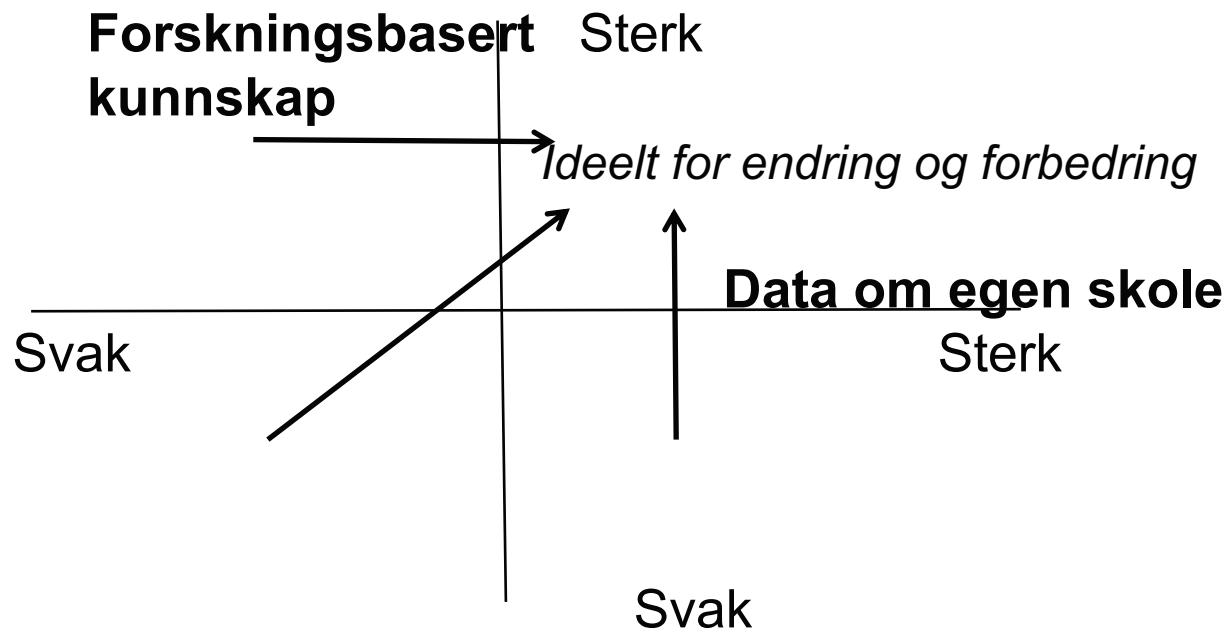 Forskningsbasert Sterk
kunnskap
Ideelt for endring og forbedring
Data om egen skole
Svak Sterk
Svak